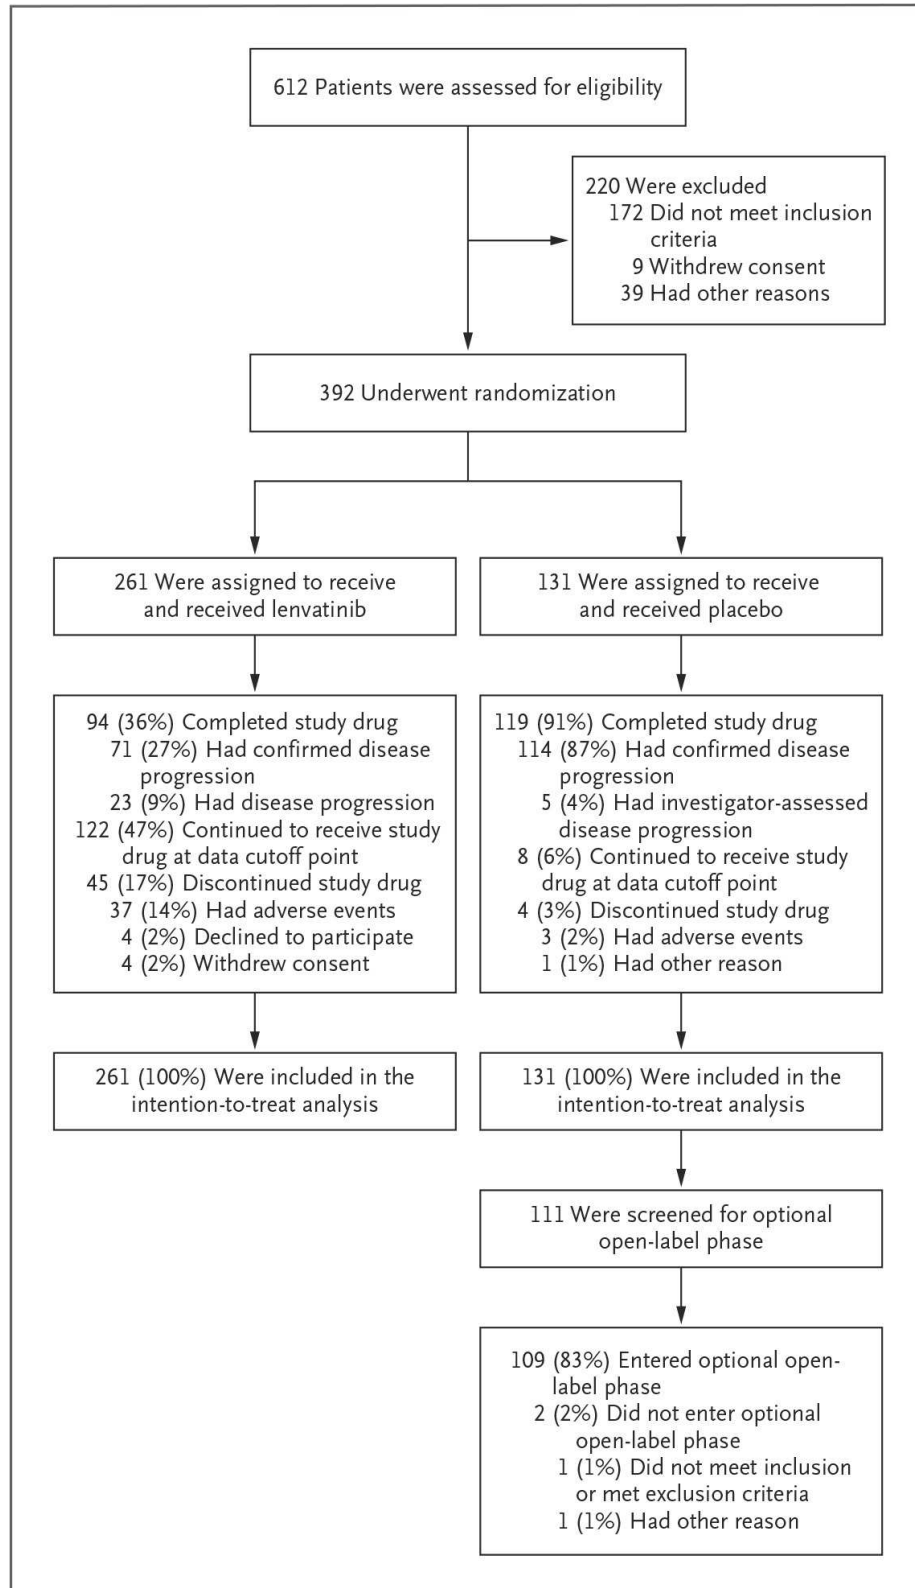 612 Patients were assessed for eligibility
220 Were excluded
172 Did not meet inclusion
criteria
9 Withdrew consent
39 Had other reasons
392 Underwent randomization
261 Were assigned to receive
and received lenvatinib
131 Were assigned to receive
and received placebo
94 (36%) Completed study drug
71 (27%) Had confirmed disease
progression
23 (9%) Had disease progression
122 (47%) Continued to receive study
drug at data cutoff point
45 (17%) Discontinued study drug
37 (14%) Had adverse events
4 (2%) Declined to participate
4 (2%) Withdrew consent
119 (91%) Completed study drug
114 (87%) Had confirmed disease
progression
5 (4%) Had investigator-assessed
disease progression
8 (6%) Continued to receive study
drug at data cutoff point
4 (3%) Discontinued study drug
3 (2%) Had adverse events
1 (1%) Had other reason
261 (100%) Were included in the
intention-to-treat analysis
131 (100%) Were included in the
intention-to-treat analysis
111 Were screened for optional
open-label phase
109 (83%) Entered optional open-
label phase
2 (2%) Did not enter optional
open-label phase
1 (1%) Did not meet inclusion
or met exclusion criteria
1 (1%) Had other reason